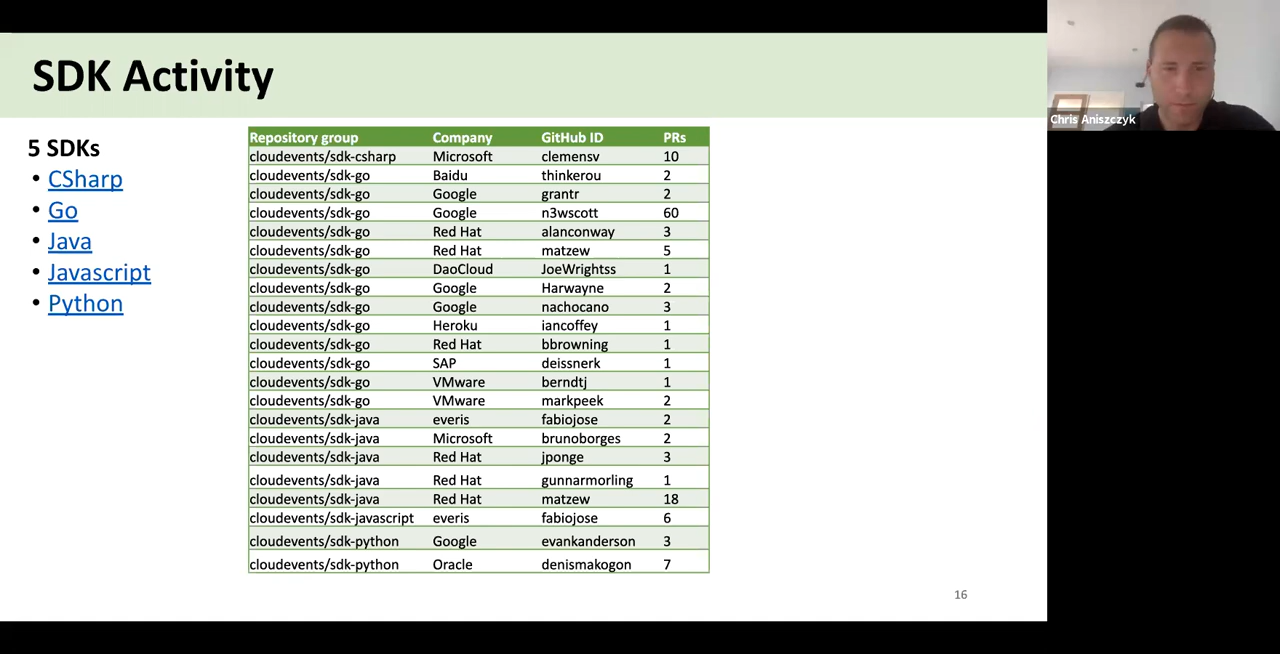 SDK Activity
5 SDKs
• CSharp
• Go
• Java
• Javascript
• Python
Repository group Company GitHub ID PRs
cloudevents/sdk-csharp Microsoft clemensv 10
cloudevents/sdk-go Baidu thinkerou 2
cloudevents/sdk-go Google grantr 2
cloudevents/sdk-go Google n3wscott 60
cloudevents/sdk-go Red Hat alanconway 3
cloudevents/sdk-go Red Hat matzew 5
cloudevents/sdk-go DaoCloud JoeWrightss 1
cloudevents/sdk-go Google Harwayne 2
cloudevents/sdk-go Google nachocano 3
cloudevents/sdk-go Heroku iancoffey 1
cloudevents/sdk-go Red Hat bbrowning 1
cloudevents/sdk-go SAP deissnerk 1
cloudevents/sdk-go VMware berndtj 1
cloudevents/sdk-go VMware markpeek 2
cloudevents/sdk-java everis fabiojose 2
cloudevents/sdk-java Microsoft brunoborges 2
cloudevents/sdk-java Red Hat jponge 3
cloudevents/sdk-java Red Hat gunnarmorling 1
cloudevents/sdk-java Red Hat matzew 18
cloudevents/sdk-javascript everis fabiojose 6
cloudevents/sdk-python Google evankanderson 3
cloudevents/sdk-python Oracle denismakogon 7
16
Chris Aniszczyk